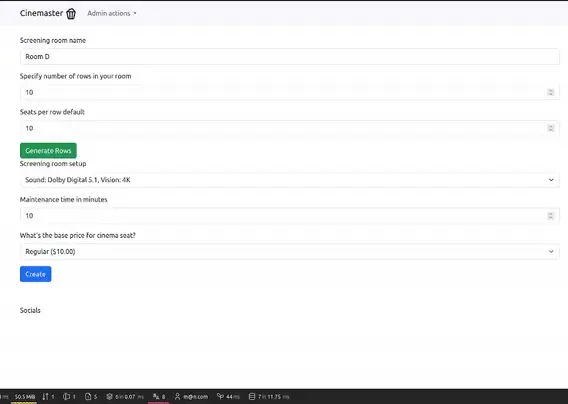 Cinemaster Admin actions
Screening room name
Room D
Specify number of rows in your room
10
Seats per row default
10
Generate Rows
Screening room setup
Sound: Dolby Digital 5.1, Vision: 4K
Maintenance time in minutes
10
What's the base price for cinema seat?
Regular ($10.00)
Create
Socials
ms 50.5 MiB 1 1 5 6 in 0.07 ms 8 m@n.com 44 ms 7 in 11.75 ms